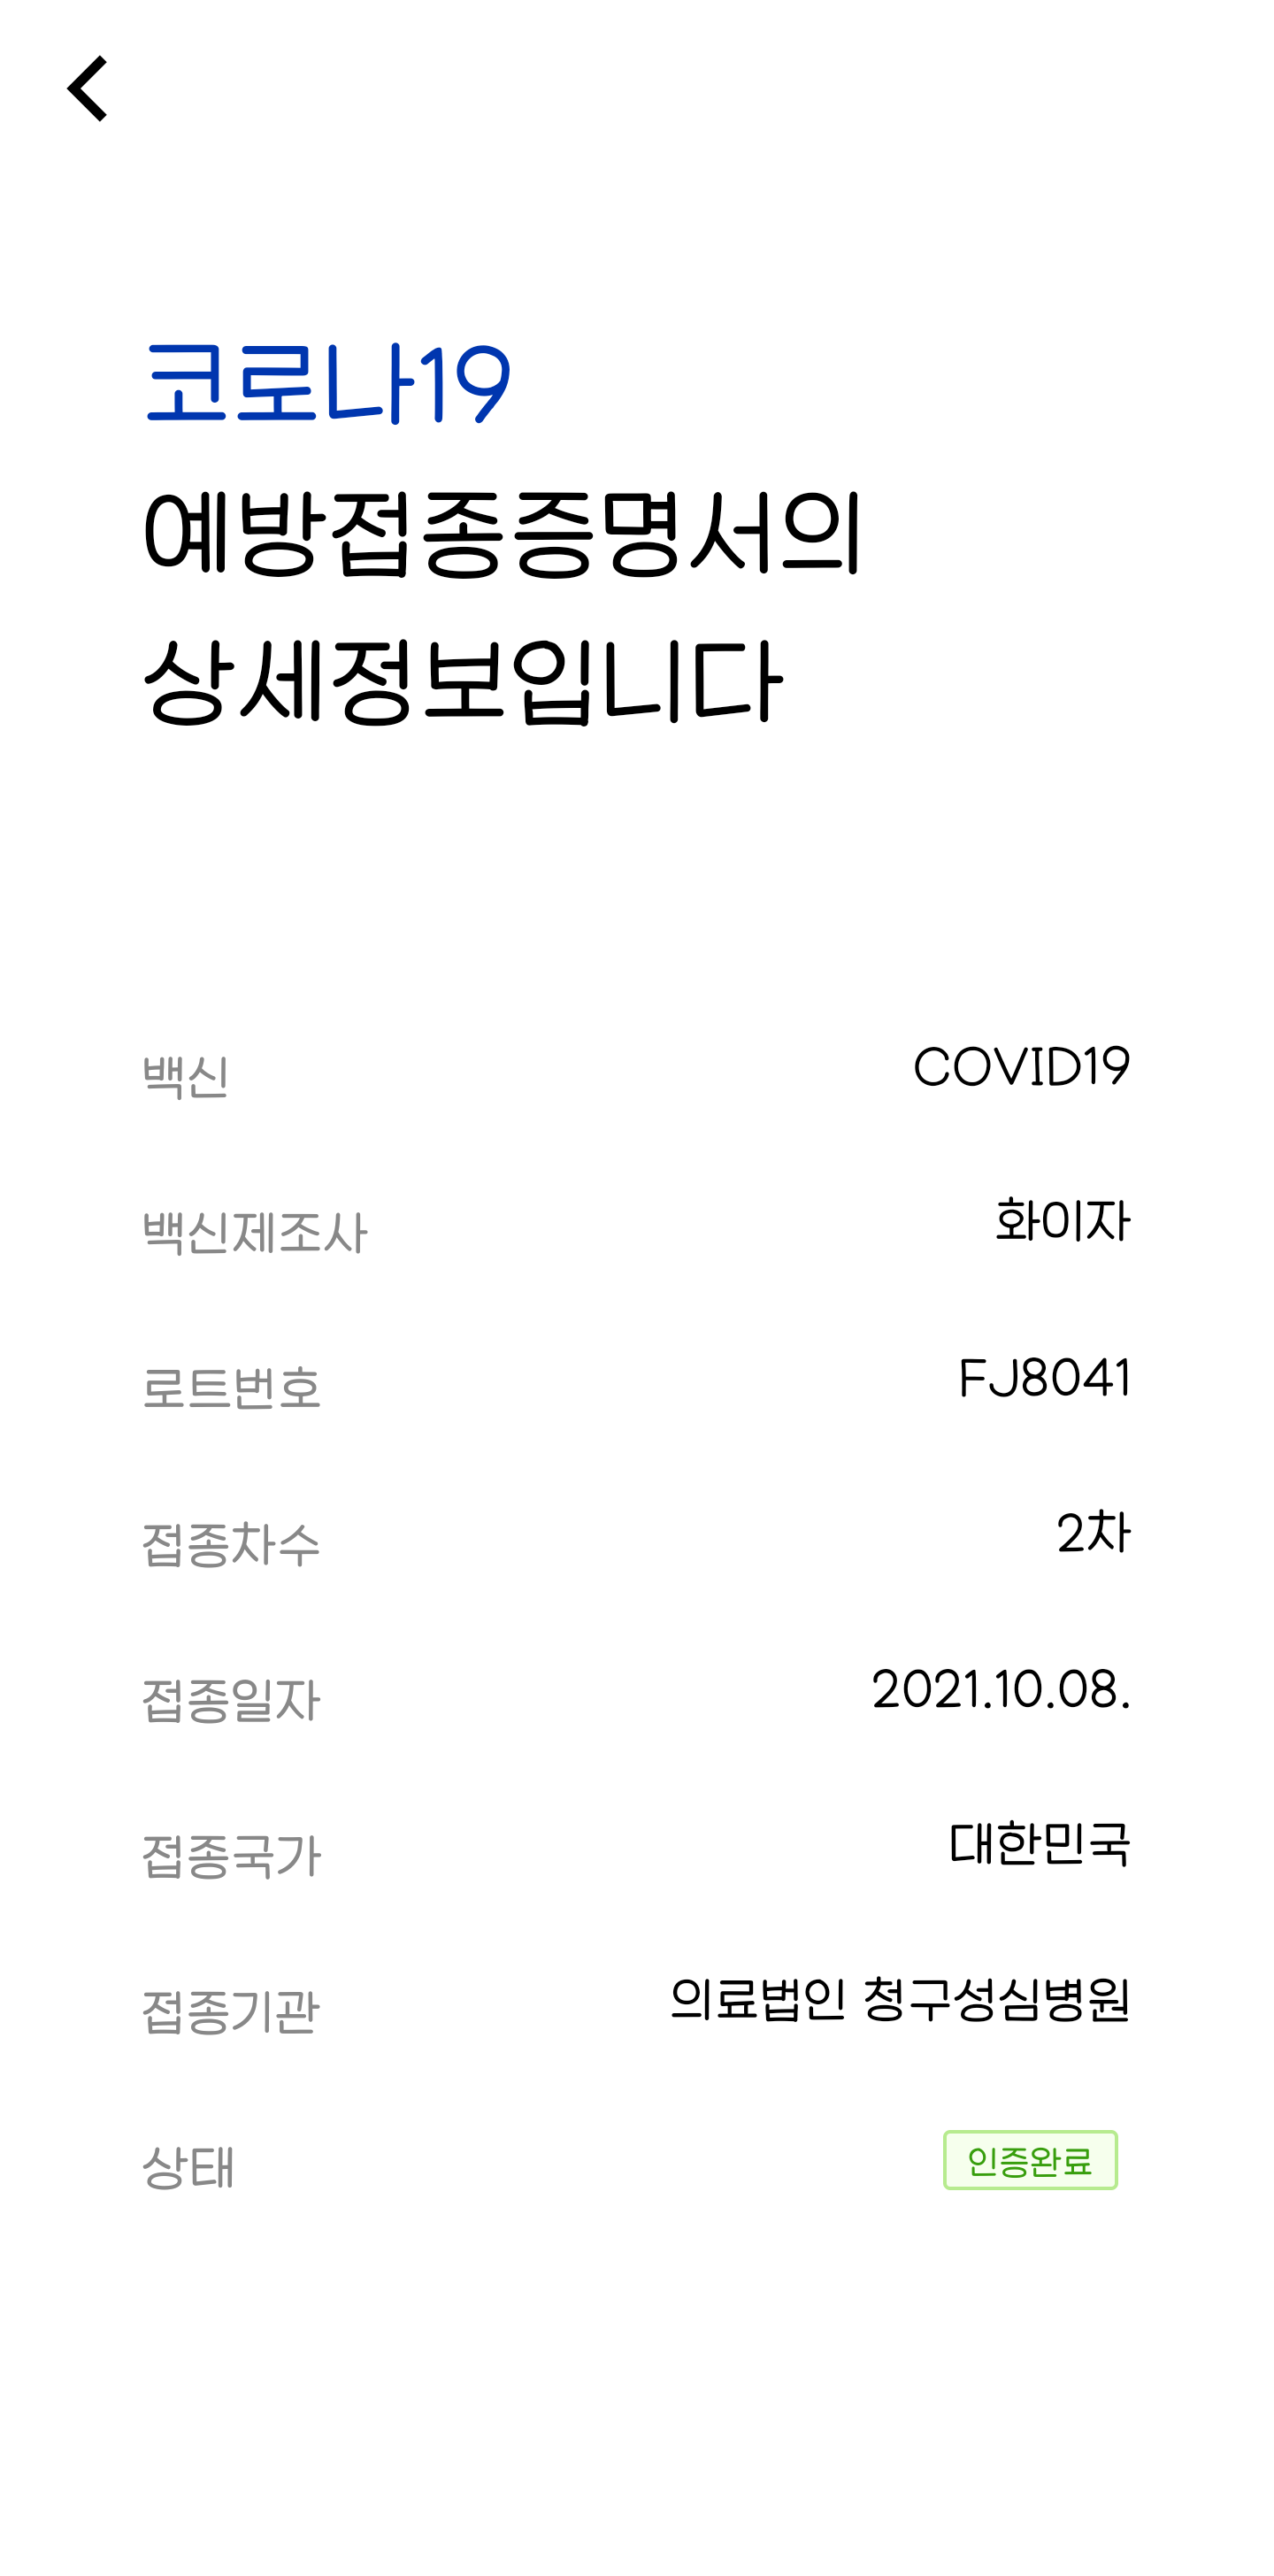 코로나19
예방접종증명서의
상세정보입니다
백신 COVID19
백신제조사 화이자
로트번호 FJ8041
접종차수 2차
접종일자 2021.10.08.
접종국가 대한민국
접종기관 의료법인 청구성심병원
상태 인증완료